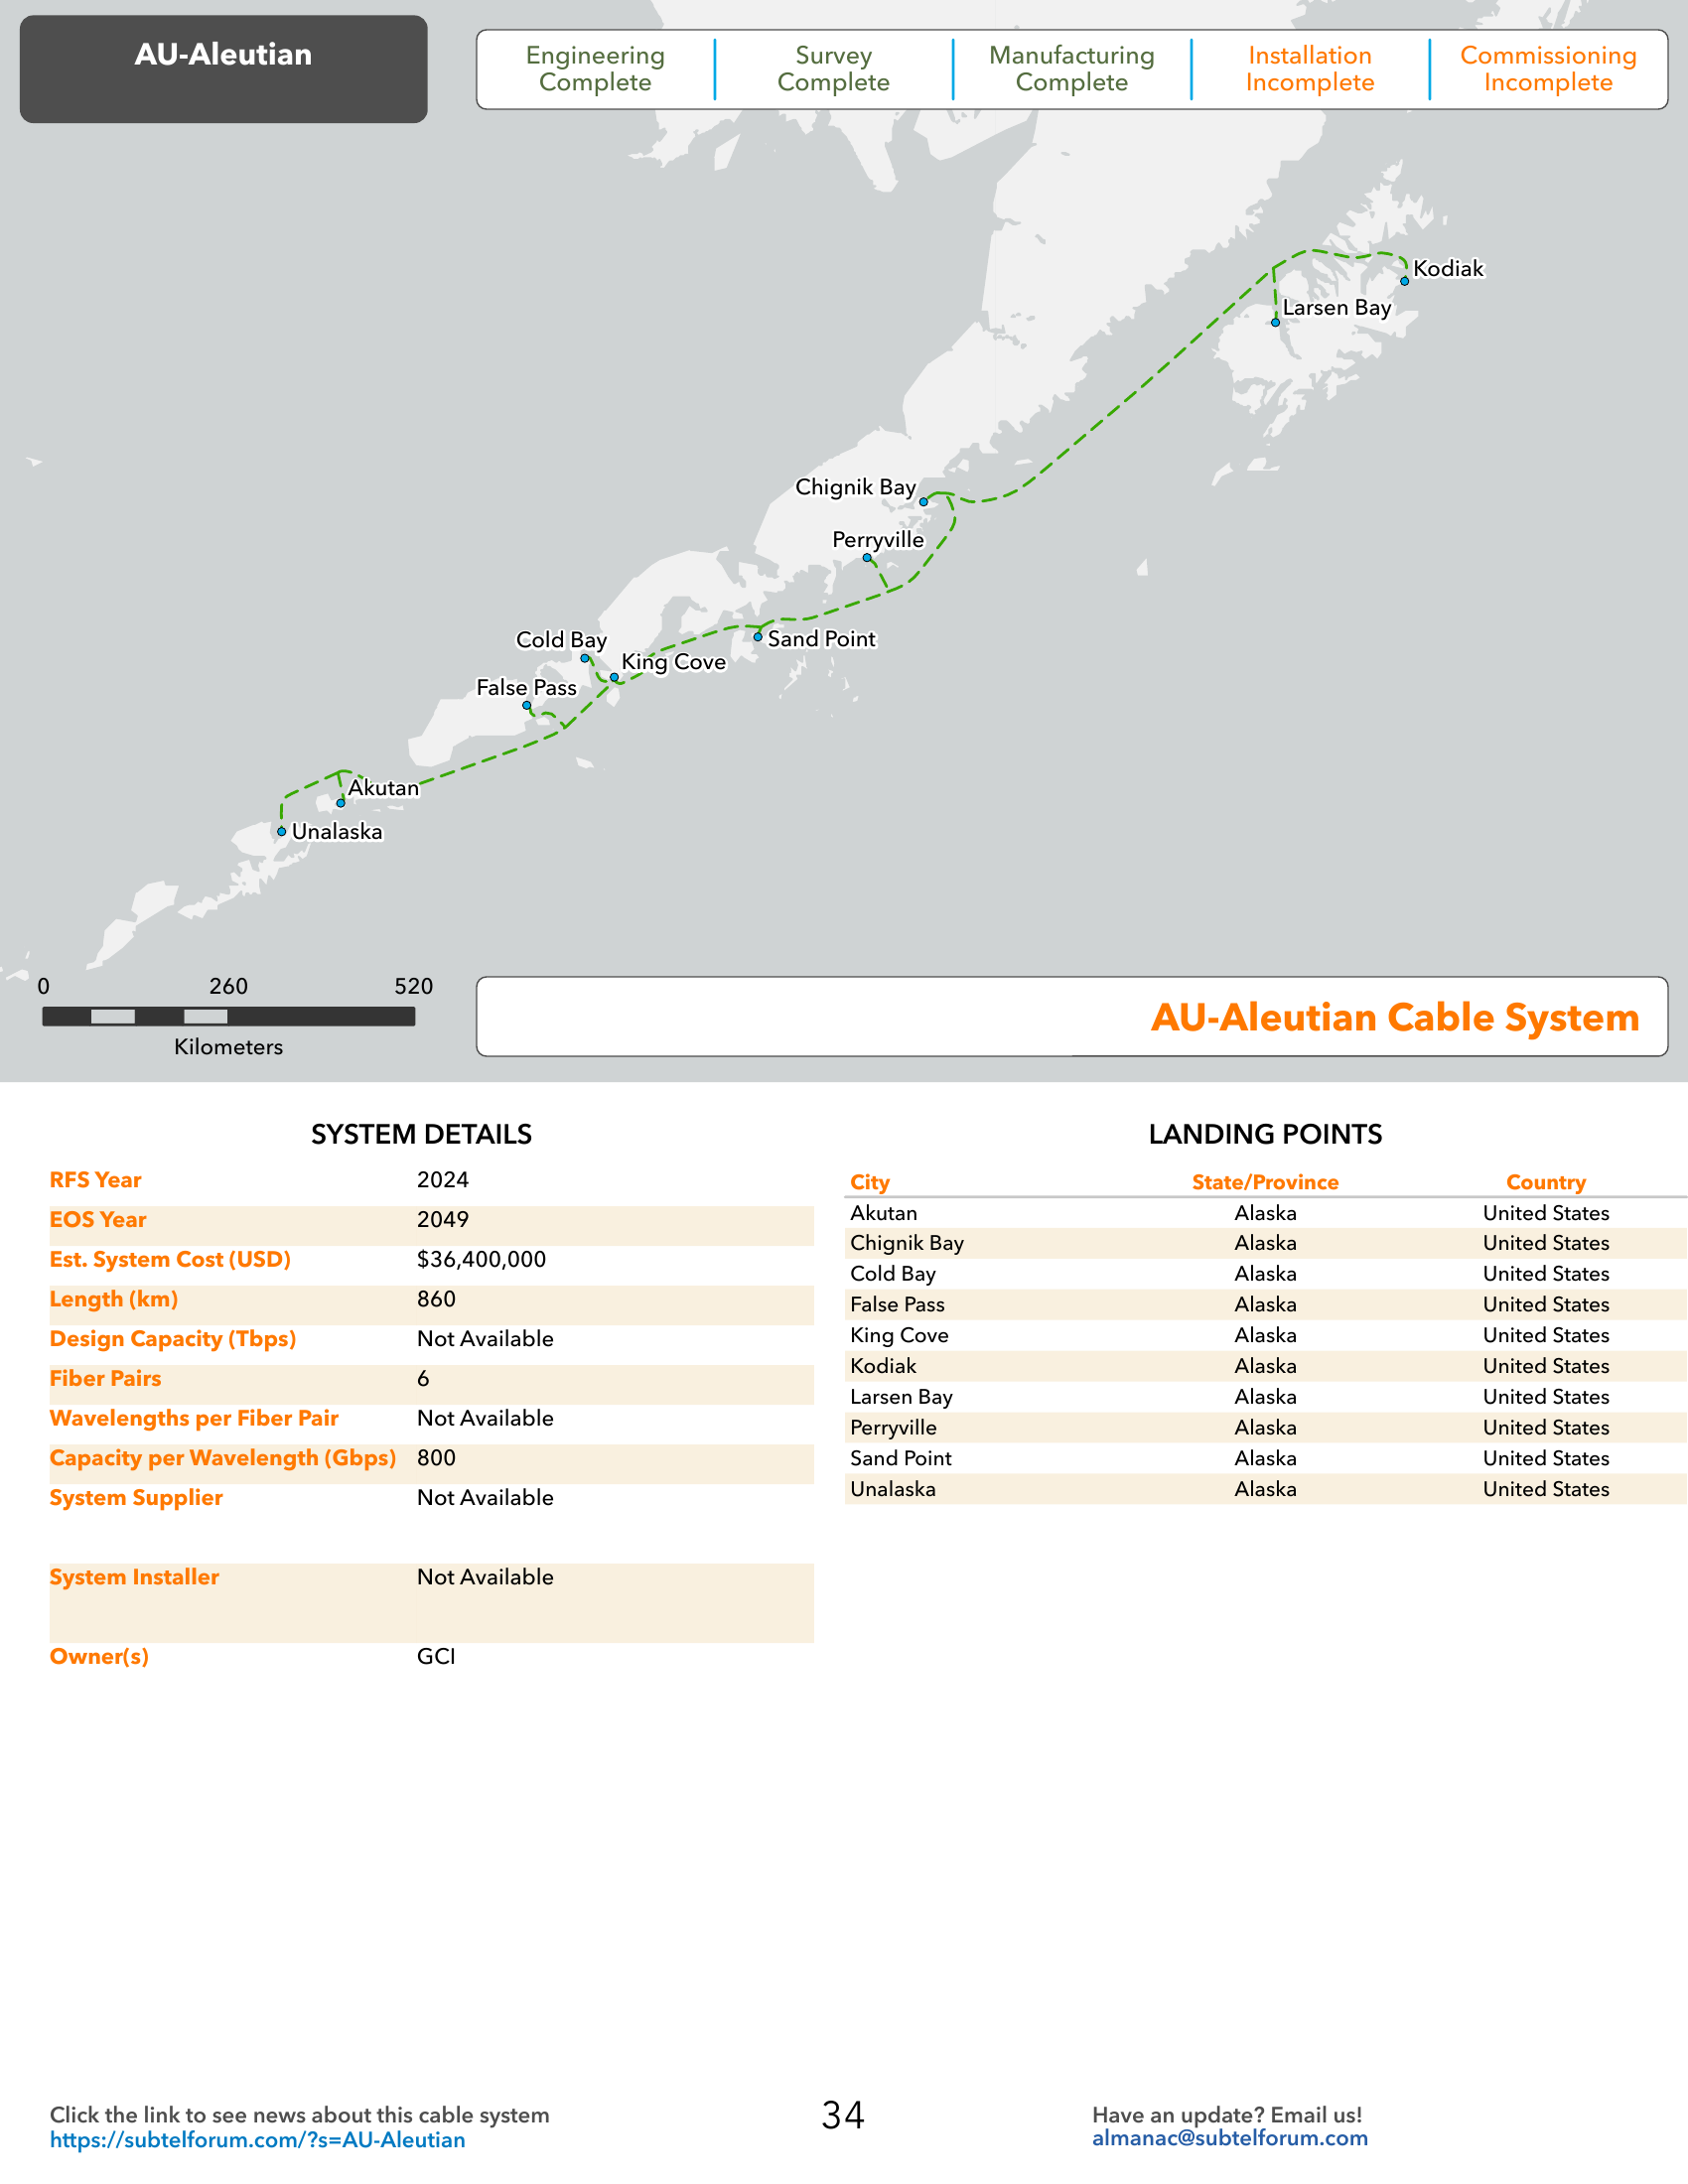 AU-Aleutian
Engineering
Complete
Survey
Complete
Manufacturing
Complete
Installation
Incomplete
Commissioning
Incomplete
Kodiak
Larsen Bay
Chignik Bay
Perryville
Sand Point
Cold Bay
King Cove
False Pass
Akutan
Unalaska
0 260 520
Kilometers
AU-Aleutian Cable System
SYSTEM DETAILS
RFS Year 2024
EOS Year 2049
Est. System Cost (USD) $36,400,000
Length (km) 860
Design Capacity (Tbps) Not Available
Fiber Pairs 6
Wavelengths per Fiber Pair Not Available
Capacity per Wavelength (Gbps) 800
System Supplier Not Available
System Installer Not Available
Owner(s) GCI
LANDING POINTS
City State/Province Country
Akutan Alaska United States
Chignik Bay Alaska United States
Cold Bay Alaska United States
False Pass Alaska United States
King Cove Alaska United States
Kodiak Alaska United States
Larsen Bay Alaska United States
Perryville Alaska United States
Sand Point Alaska United States
Unalaska Alaska United States
Click the link to see news about this cable system
https://subtelforum.com/?s=AU-Aleutian
34
Have an update? Email us!
almanac@subtelforum.com